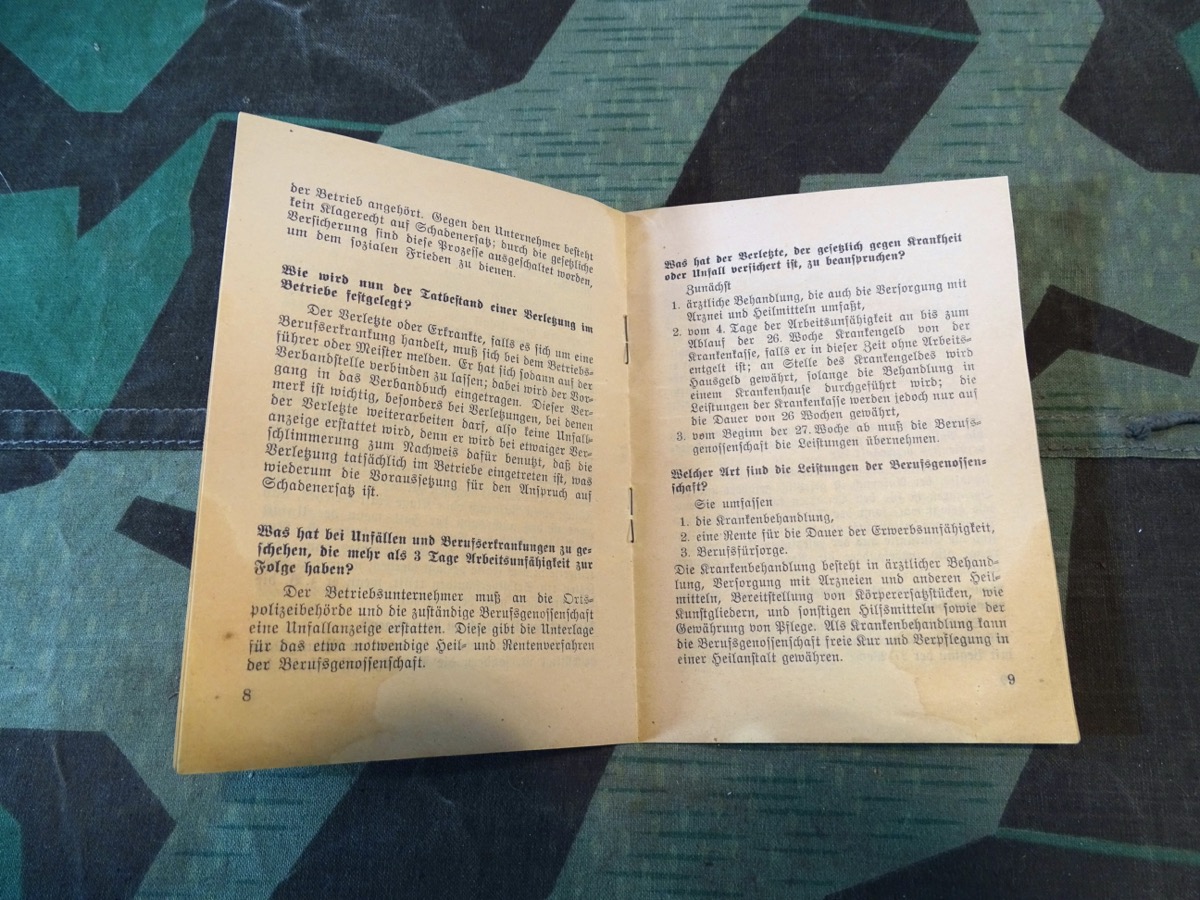 der Betrieb angehört. Gegen den Unternehmer besteht
kein Klagerecht auf Schadenersatz; durch die gesetzliche
Versicherung sind diese Prozesse ausgeschaltet worden,
um dem sozialen Frieden zu dienen.
Wie wird nun der Tatbestand einer Verletzung im
Betriebe festgelegt?
Der Verletzte oder Erkrankte, falls es sich um eine
Berufserkrankung handelt, muß sich bei dem Betriebs-
führer oder Meister melden. Er hat sich sodann auf der
Verbandstelle verbinden zu lassen; dabei wird der Vor-
gang in das Verbandbuch eingetragen. Dieser Ver-
merk ist wichtig, besonders bei Verletzungen, bei denen
der Verletzte weiterarbeiten darf, also keine Unfall-
anzeige erstattet wird, denn er wird bei etwaiger Ver-
schlimmerung zum Nachweis dafür benutzt, daß die
Verletzung tatsächlich im Betriebe eingetreten ist, was
wiederum die Voraussetzung für den Anspruch auf
Schadenersatz ist.
Was hat bei Unfällen und Berufserkrankungen zu ge-
schehen, die mehr als 3 Tage Arbeitsunfähigkeit zur
Folge haben?
Der Betriebsunternehmer muß an die Orts-
polizeibehörde und die zuständige Berufsgenossenschaft
eine Unfallanzeige erstatten. Diese gibt die Unterlage
für das etwa notwendige Heil- und Rentenverfahren
der Berufsgenossenschaft.
8
Was hat der Verletzte, der gesetzlich gegen Krankheit
oder Unfall versichert ist, zu beanspruchen?
Zunächst
1. ärztliche Behandlung, die auch die Versorgung mit
Arznei und Heilmitteln umfaßt,
2. vom 4. Tage der Arbeitsunfähigkeit an bis zum
Ablauf der 26. Woche Krankengeld von der
Krankenkasse, falls er in dieser Zeit ohne Arbeits-
entgelt ist; an Stelle des Krankengeldes wird
Hausgeld gewährt, solange die Behandlung in
einem Krankenhause durchgeführt wird; die
Leistungen der Krankenkasse werden jedoch nur auf
die Dauer von 26 Wochen gewährt,
3. vom Beginn der 27. Woche ab muß die Berufs-
genossenschaft die Leistungen übernehmen.
Welcher Art sind die Leistungen der Berufsgenossen-
schaft?
Sie umfassen
1. die Krankenbehandlung,
2. eine Rente für die Dauer der Erwerbsunfähigkeit,
3. Berufsfürsorge.
Die Krankenbehandlung besteht in ärztlicher Behand-
lung, Versorgung mit Arzneien und anderen Heil-
mitteln, Bereitstellung von Körperersatzstücken, wie
Kunstgliedern, und sonstigen Hilfsmitteln sowie der
Gewährung von Pflege. Als Krankenbehandlung kann
die Berufsgenossenschaft freie Kur und Verpflegung in
einer Heilanstalt gewähren.
9